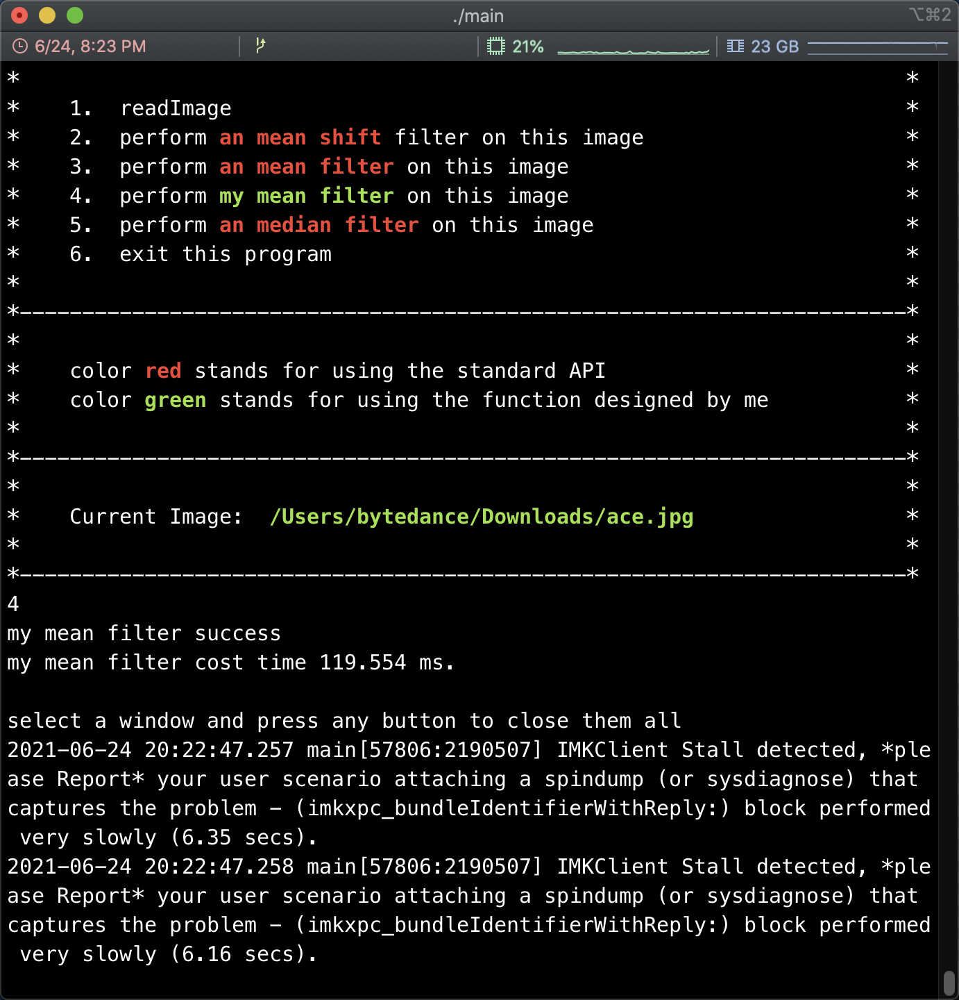 ./main
⌥⌘2
6/24, 8:23 PM 21% 23 GB
* *
* 1. readImage *
* 2. perform an mean shift filter on this image *
* 3. perform an mean filter on this image *
* 4. perform my mean filter on this image *
* 5. perform an median filter on this image *
* 6. exit this program *
* *
*-----------------------------------------------------------------------*
* *
* color red stands for using the standard API *
* color green stands for using the function designed by me *
* *
*-----------------------------------------------------------------------*
* *
* Current Image: /Users/bytedance/Downloads/ace.jpg *
* *
*-----------------------------------------------------------------------*
4
my mean filter success
my mean filter cost time 119.554 ms.
select a window and press any button to close them all
2021-06-24 20:22:47.257 main[57806:2190507] IMKClient Stall detected, *ple
ase Report* your user scenario attaching a spindump (or sysdiagnose) that
captures the problem - (imkxpc_bundleIdentifierWithReply:) block performed
very slowly (6.35 secs).
2021-06-24 20:22:47.258 main[57806:2190507] IMKClient Stall detected, *ple
ase Report* your user scenario attaching a spindump (or sysdiagnose) that
captures the problem - (imkxpc_bundleIdentifierWithReply:) block performed
very slowly (6.16 secs).